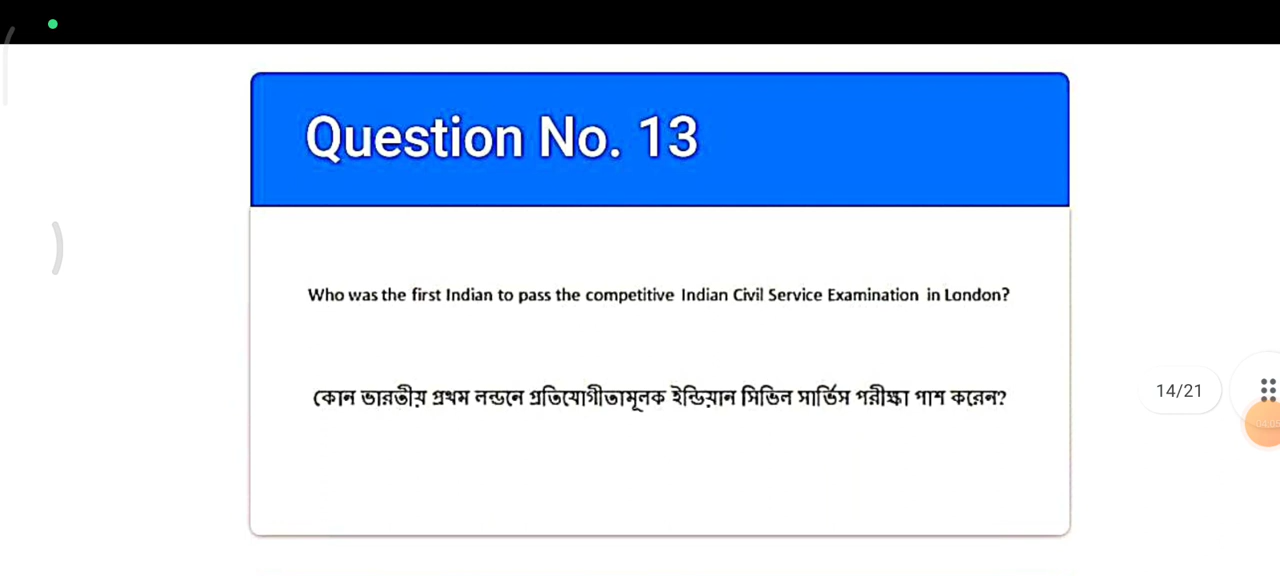 Question No. 13
Who was the first Indian to pass the competitive Indian Civil Service Examination in London?
কোন ভারতীয় প্রথম লন্ডনে প্রতিযোগীতামূলক ইন্ডিয়ান সিভিল সার্ভিস পরীক্ষা পাশ করেন?
14/21